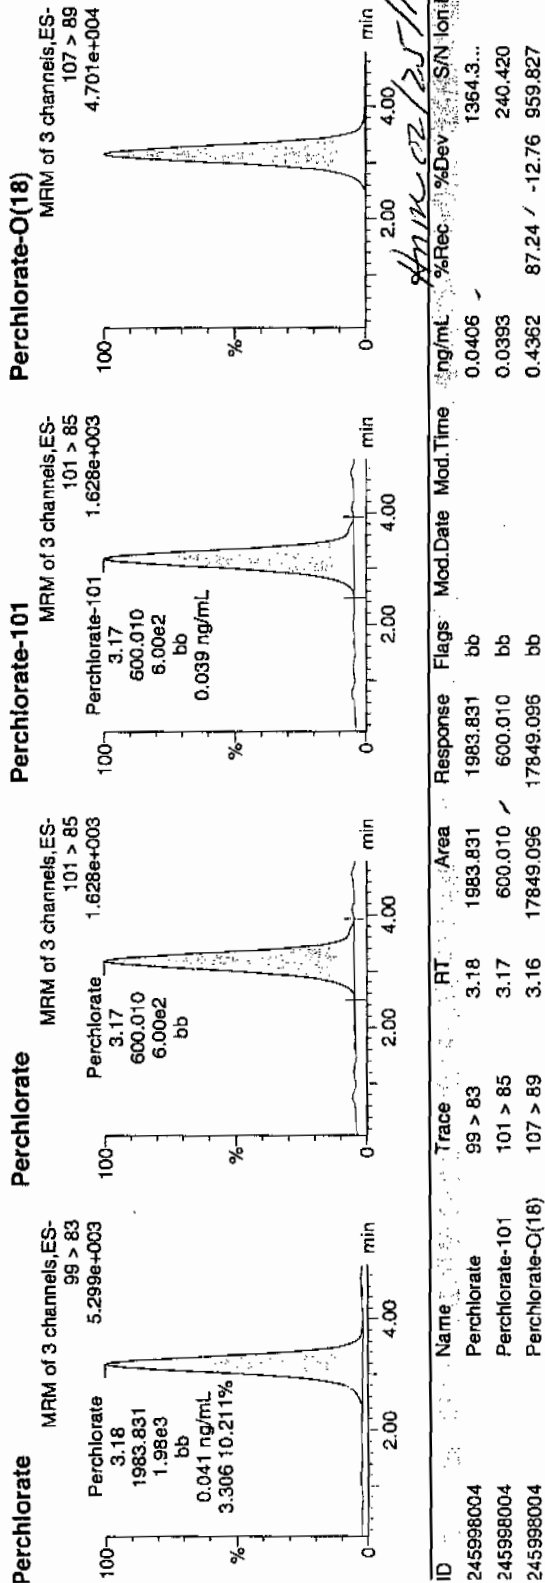 Perchlorate
MRM of 3 channels,ES-
99 > 83
5.299e+003
100
Perchlorate
3.18
1983.831
1.98e3
bb
0.041 ng/mL
3.306 10.211%
%
0
2.00
4.00
min
Perchlorate
MRM of 3 channels,ES-
101 > 85
1.628e+003
100
Perchlorate
3.17
600.010
6.00e2
bb
%
0
2.00
4.00
min
Perchlorate-101
MRM of 3 channels,ES-
101 > 85
1.628e+003
100
Perchlorate-101
3.17
600.010
6.00e2
bb
0.039 ng/mL
%
0
2.00
4.00
min
Perchlorate-O(18)
MRM of 3 channels,ES-
107 > 89
4.701e+004
100
%
0
2.00
4.00
min
ID Name Trace RT Area Response Flags Mod.Date Mod.Time ng/mL %Rec %Dev S/N Ion
245998004 Perchlorate 99 > 83 3.18 1983.831 1983.831 bb 0.0406 1364.3...
245998004 Perchlorate-101 101 > 85 3.17 600.010 600.010 bb 0.0393 240.420
245998004 Perchlorate-O(18) 107 > 89 3.16 17849.096 17849.096 bb 0.4362 87.24 -12.76 959.827